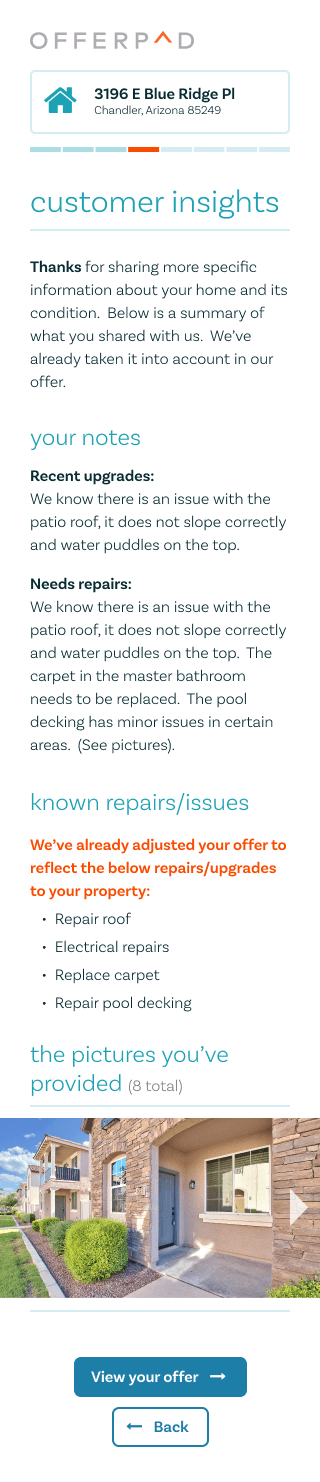 OFFERPAD
3196 E Blue Ridge Pl
Chandler, Arizona 85249
customer insights
Thanks for sharing more specific
information about your home and its
condition.  Below is a summary of
what you shared with us.  We've
already taken it into account in our
offer.
your notes
Recent upgrades:
We know there is an issue with the
patio roof, it does not slope correctly
and water puddles on the top.
Needs repairs:
We know there is an issue with the
patio roof, it does not slope correctly
and water puddles on the top.  The
carpet in the master bathroom
needs to be replaced.  The pool
decking has minor issues in certain
areas.  (See pictures).
known repairs/issues
We've already adjusted your offer to
reflect the below repairs/upgrades
to your property:
• Repair roof
• Electrical repairs
• Replace carpet
• Repair pool decking
the pictures you've
provided (8 total)
View your offer →
← Back